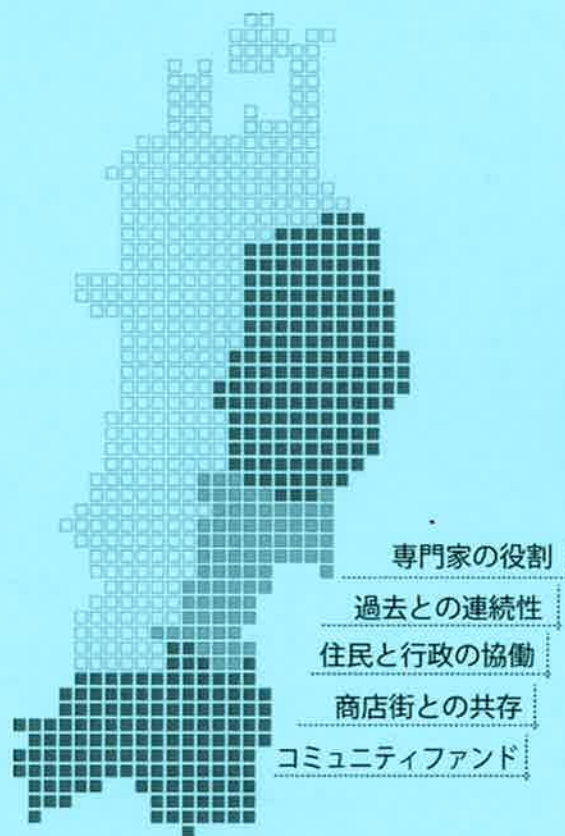 専門家の役割
過去との連続性
住民と行政の協働
商店街との共存
コミュニティファンド